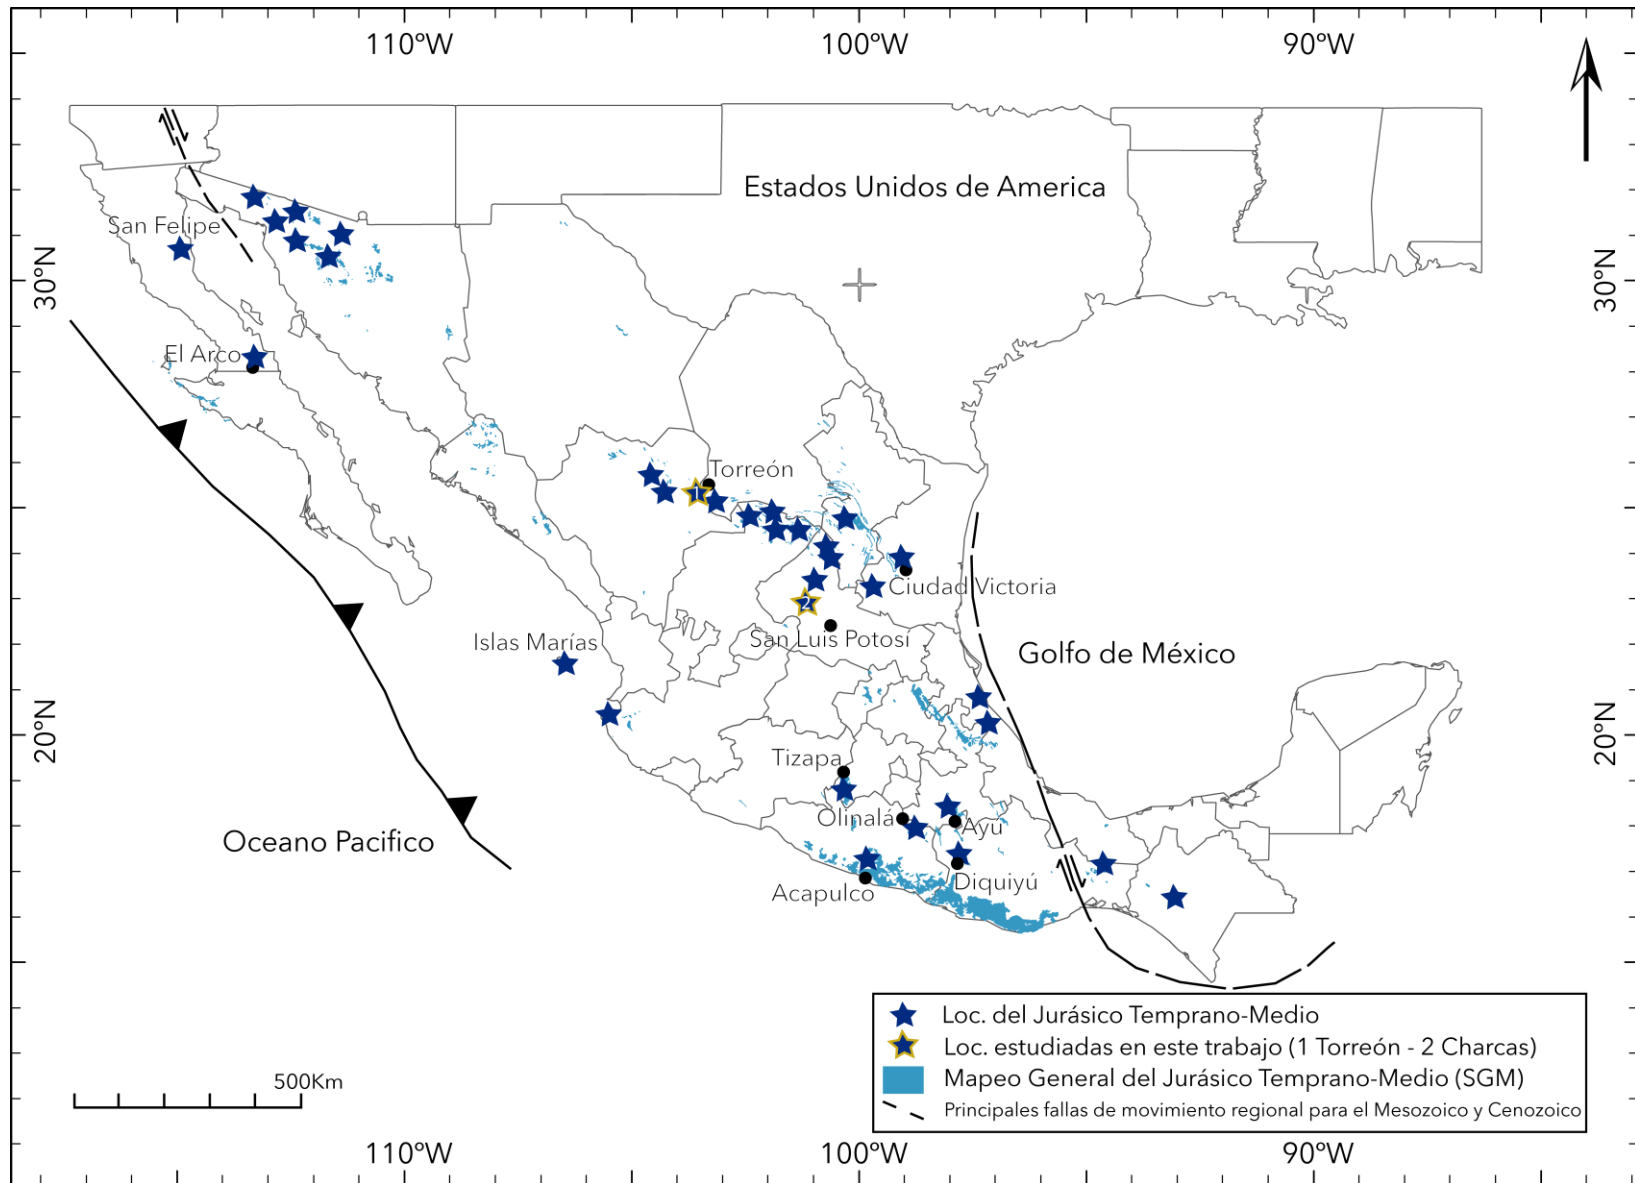 110°W 100°W 90°W
Estados Unidos de America
San Felipe
30°N
30°N
El Arco
Torreón
1
Ciudad Victoria
2
San Luis Potosí
Islas Marías
Golfo de México
20°N
20°N
Tizapa
Olinalá
Ayú
Oceano Pacifico
Diquiyú
Acapulco
Loc. del Jurásico Temprano-Medio
Loc. estudiadas en este trabajo (1 Torreón - 2 Charcas)
Mapeo General del Jurásico Temprano-Medio (SGM)
Principales fallas de movimiento regional para el Mesozoico y Cenozoico
500Km
110°W 100°W 90°W